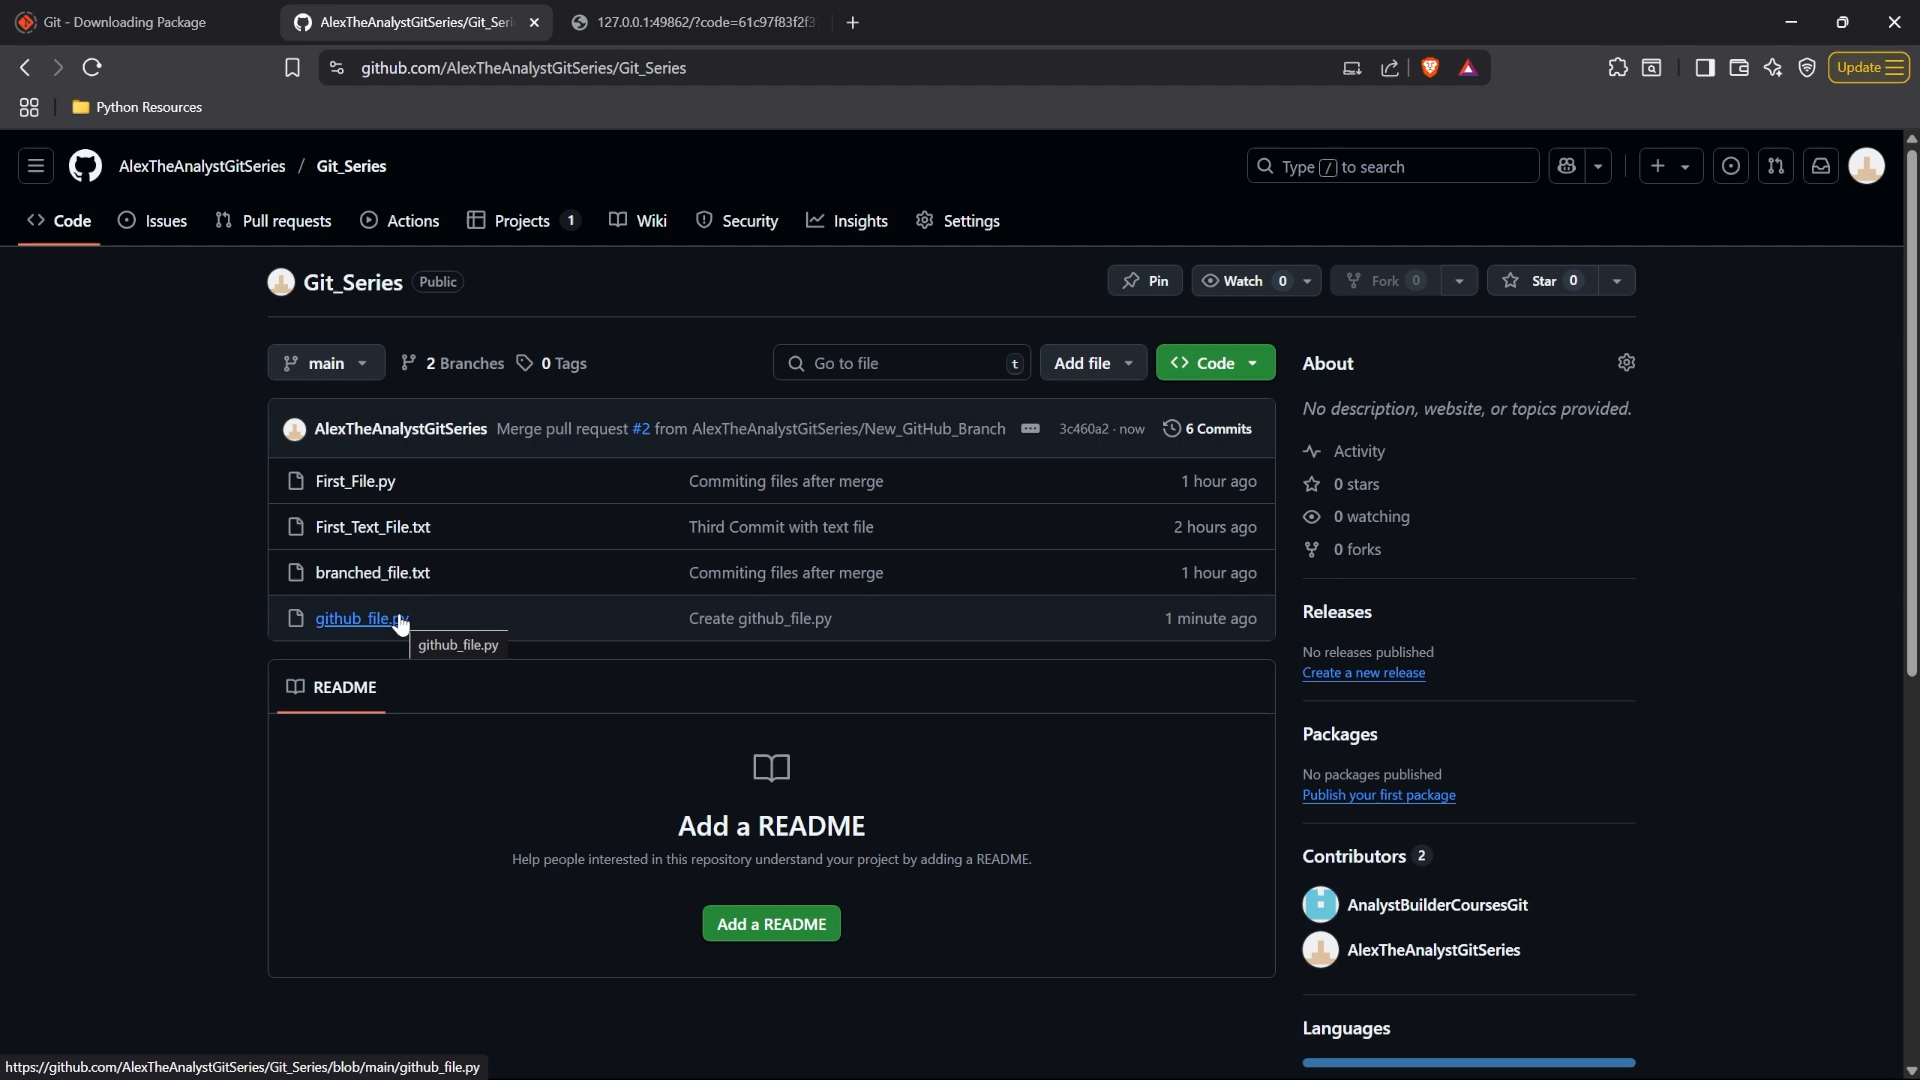 Git - Downloading Package
AlexTheAnalystGitSeries/Git_Seri
127.0.0.1:49862/?code=61c97f83f2f3
github.com/AlexTheAnalystGitSeries/Git_Series
Update
Python Resources
AlexTheAnalystGitSeries / Git_Series
Type / to search
Code
Issues
Pull requests
Actions
Projects 1
Wiki
Security
Insights
Settings
Git_Series Public
Pin
Watch 0
Fork 0
Star 0
main
2 Branches
0 Tags
Go to file t
Add file
Code
About
No description, website, or topics provided.
AlexTheAnalystGitSeries Merge pull request #2 from AlexTheAnalystGitSeries/New_GitHub_Branch 3c460a2 · now 6 Commits
First_File.py Commiting files after merge 1 hour ago
First_Text_File.txt Third Commit with text file 2 hours ago
branched_file.txt Commiting files after merge 1 hour ago
github_file.py Create github_file.py 1 minute ago
github_file.py
README
Add a README
Help people interested in this repository understand your project by adding a README.
Add a README
Activity
0 stars
0 watching
0 forks
Releases
No releases published
Create a new release
Packages
No packages published
Publish your first package
Contributors 2
AnalystBuilderCoursesGit
AlexTheAnalystGitSeries
Languages
https://github.com/AlexTheAnalystGitSeries/Git_Series/blob/main/github_file.py